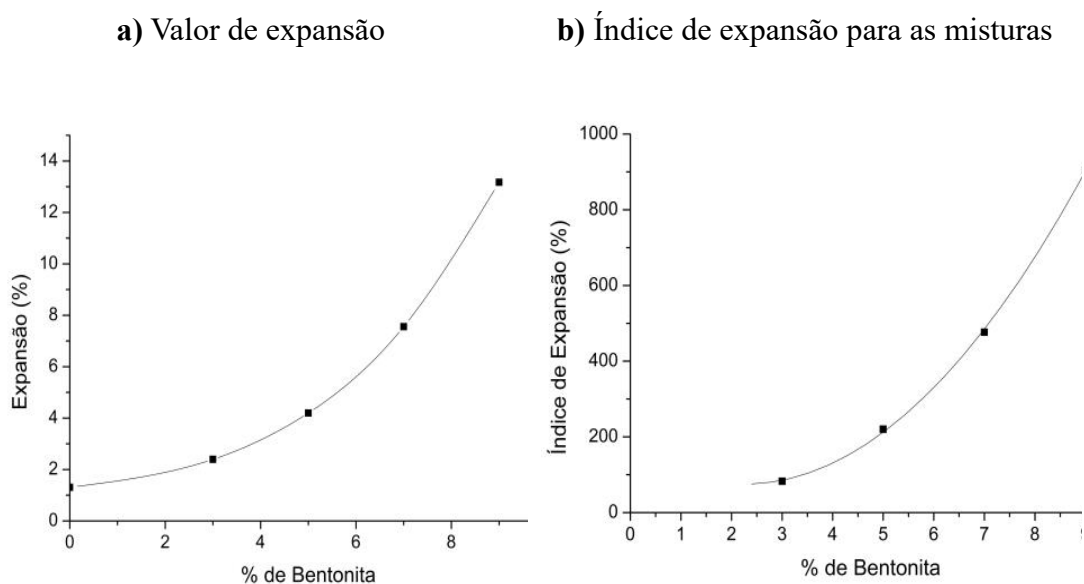 a) Valor de expansão
b) Índice de expansão para as misturas
14
12
10
8
6
4
2
0
Expansão (%)
0 2 4 6 8
% de Bentonita
1000
800
600
400
200
0
Índice de Expansão (%)
0 1 2 3 4 5 6 7 8 9
% de Bentonita